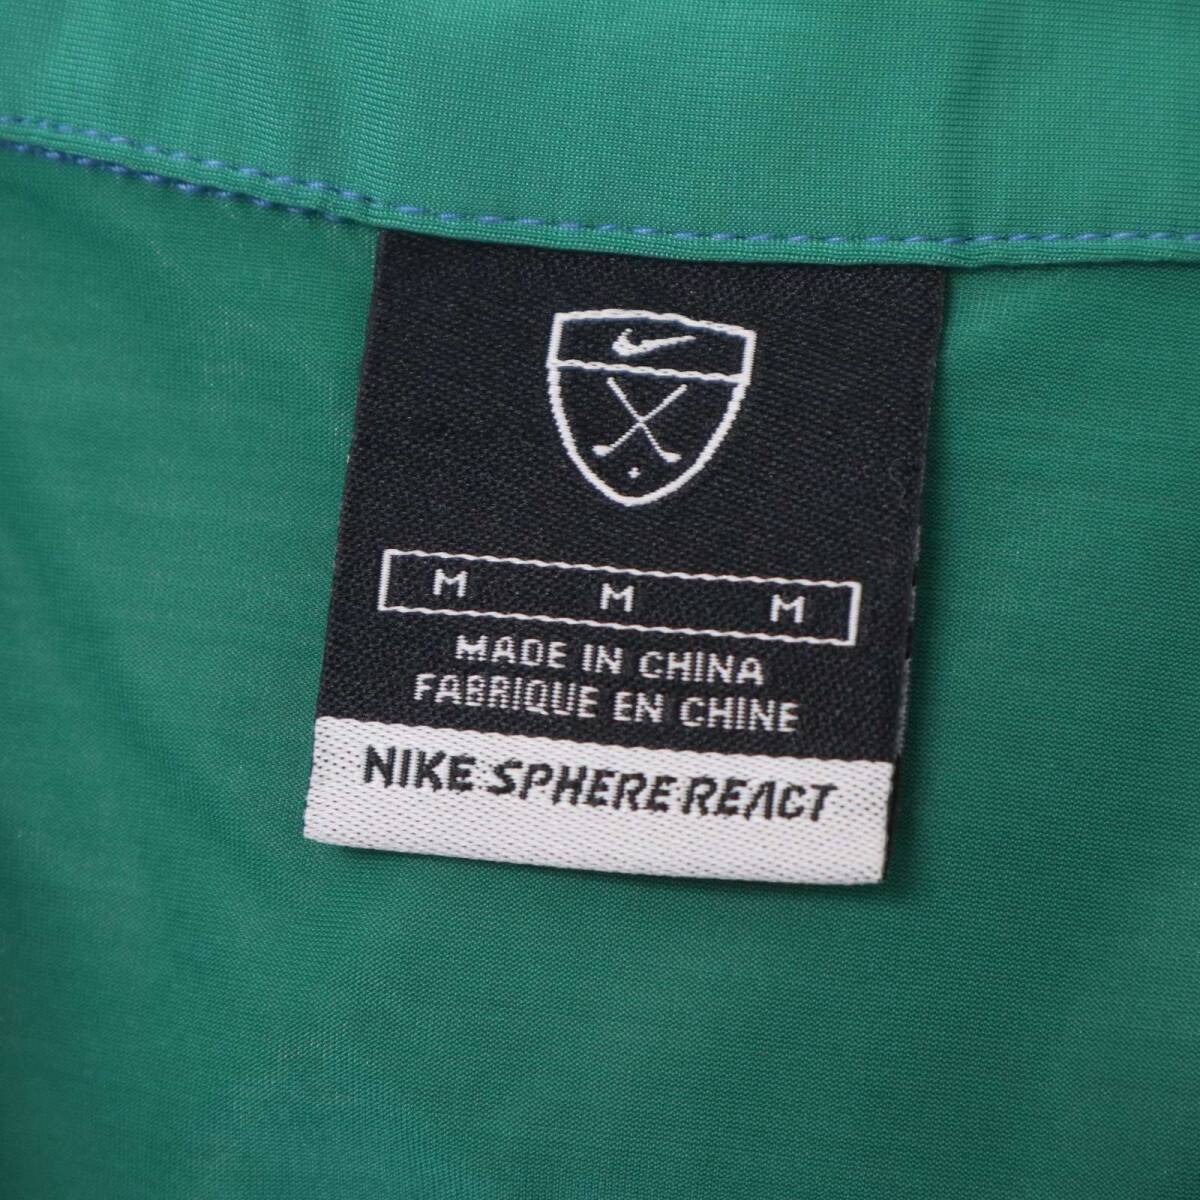 M M M
MADE IN CHINA
FABRIQUE EN CHINE
NIKE SPHERE REACT